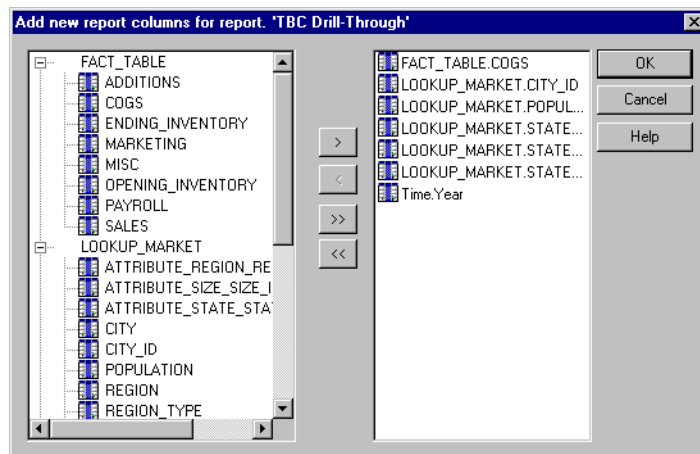 Add new report columns for report. 'TBC Drill-Through'
FACT_TABLE
ADDITIONS
COGS
ENDING_INVENTORY
MARKETING
MISC
OPENING_INVENTORY
PAYROLL
SALES
LOOKUP_MARKET
ATTRIBUTE_REGION_RE
ATTRIBUTE_SIZE_SIZE_I
ATTRIBUTE_STATE_STA
CITY
CITY_ID
POPULATION
REGION
REGION_TYPE
>
<
>>
<<
FACT_TABLE.COGS
LOOKUP_MARKET.CITY_ID
LOOKUP_MARKET.POPUL...
LOOKUP_MARKET.STATE...
LOOKUP_MARKET.STATE...
LOOKUP_MARKET.STATE...
Time.Year
OK
Cancel
Help